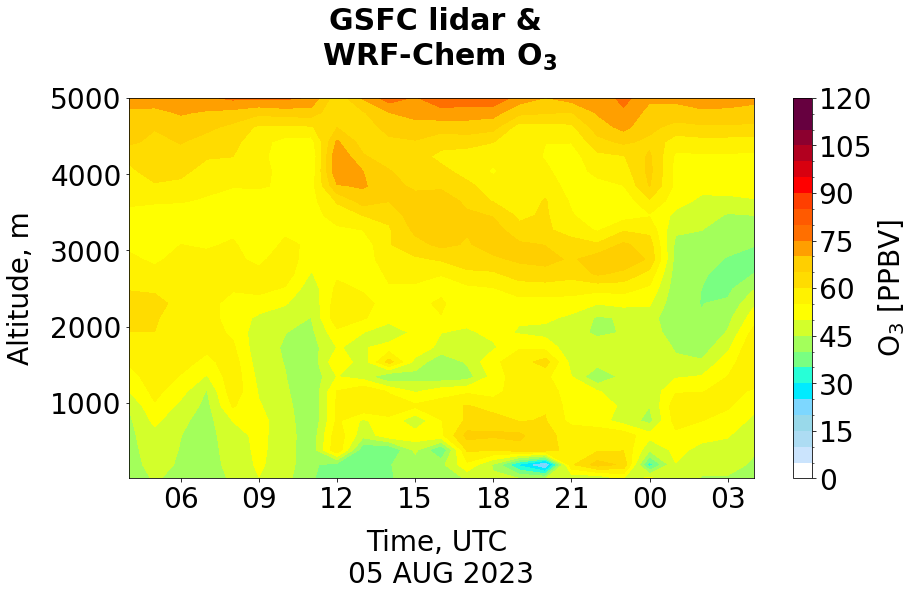 GSFC lidar &
WRF-Chem O₃
5000
4000
3000
2000
1000
Altitude, m
06 09 12 15 18 21 00 03
Time, UTC
05 AUG 2023
120
105
90
75
60
45
30
15
0
O₃ [PPBV]